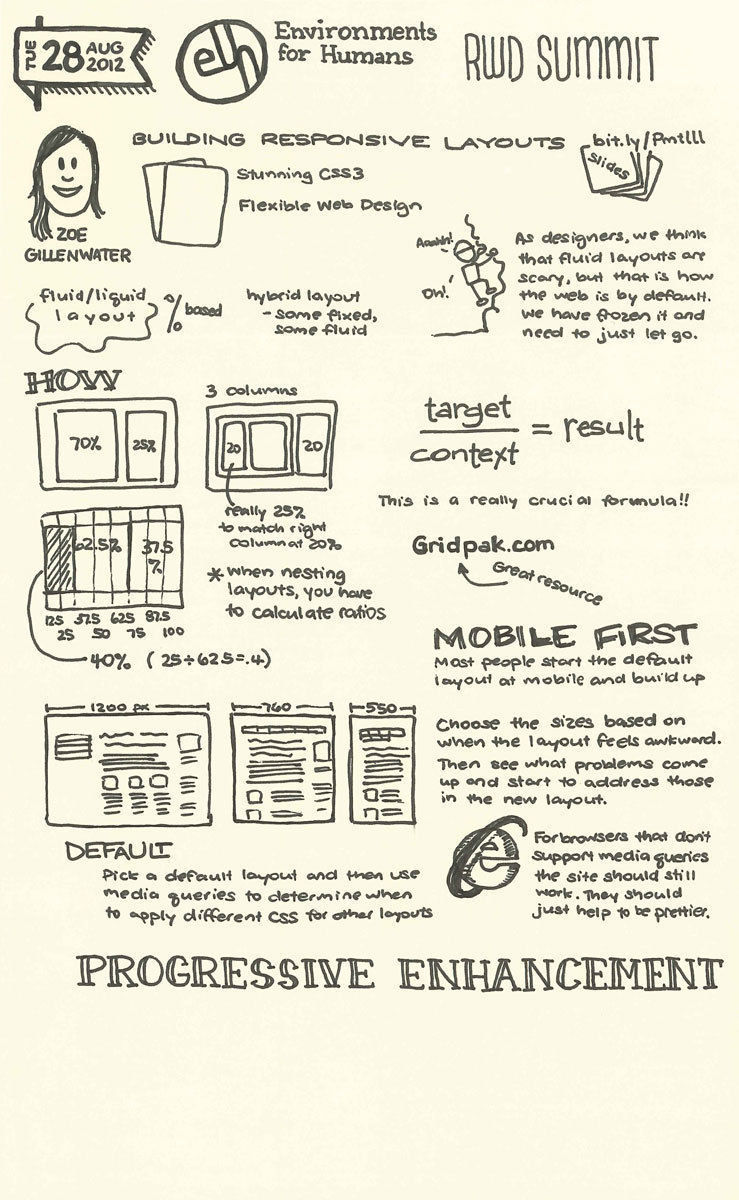 TUE 28 AUG 2012
efh
Environments
for Humans
RWD SUMMIT
BUILDING RESPONSIVE LAYOUTS
bit.ly/Pmtlll
Slides
Stunning CSS3
Flexible Web Design
ZOE
GILLENWATER
Aaahh!
Oh!
As designers, we think
that fluid layouts are
scary, but that is how
the web is by default.
We have frozen it and
need to just let go.
fluid/liquid
layout
% based
hybrid layout
- some fixed,
some fluid
HOW
70% 25%
3 columns
20 20
really 25%
to match right
column at 20%
target
context
= result
This is a really crucial formula!!
Gridpak.com
Great resource
62.5% 37.5
%
12.5 37.5 62.5 87.5
25 50 75 100
40% (25÷62.5=.4)
* When nesting
layouts, you have
to calculate ratios
MOBILE FIRST
Most people start the default
layout at mobile and build up
1200 px 760 550
Choose the sizes based on
when the layout feels awkward.
Then see what problems come
up and start to address those
in the new layout.
DEFAULT
Pick a default layout and then use
media queries to determine when
to apply different CSS for other layouts
For browsers that don't
support media queries
the site should still
work. They should
just help to be prettier.
PROGRESSIVE ENHANCEMENT